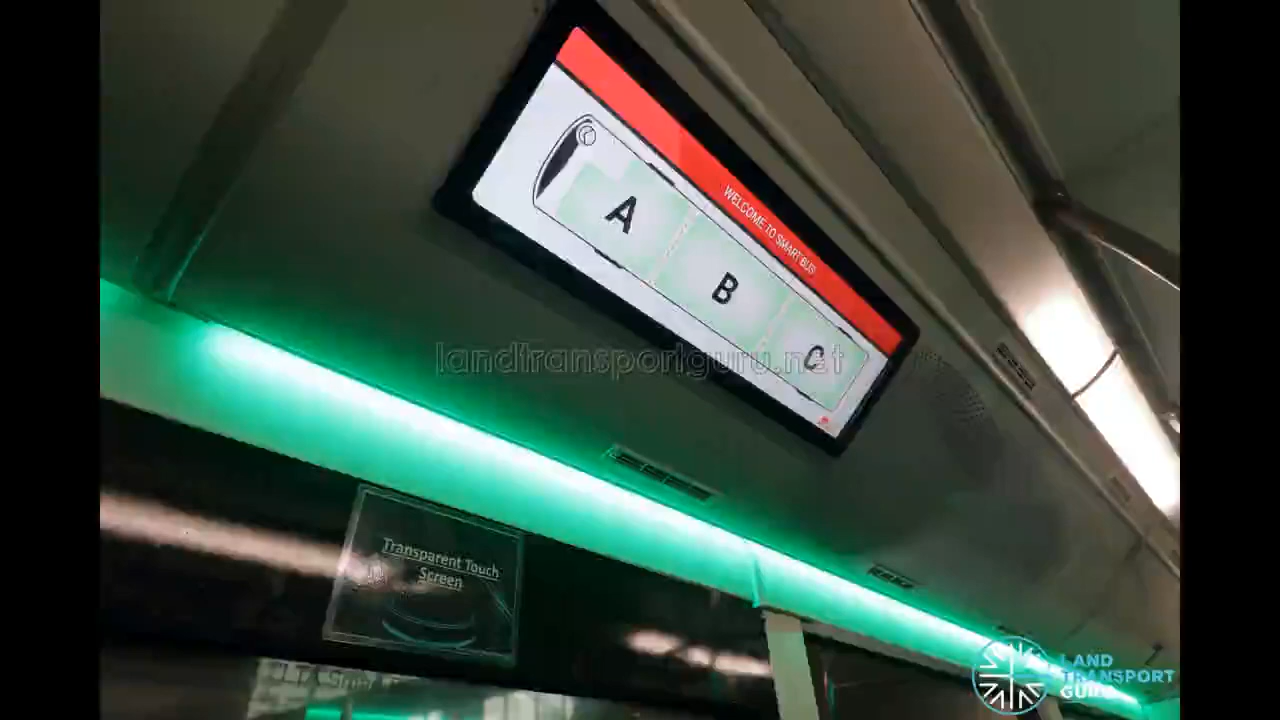 WELCOME TO SMART BUS
A
B
C
landtransportguru.net
Transparent Touch
Screen
LAND
TRANSPORT
GURU